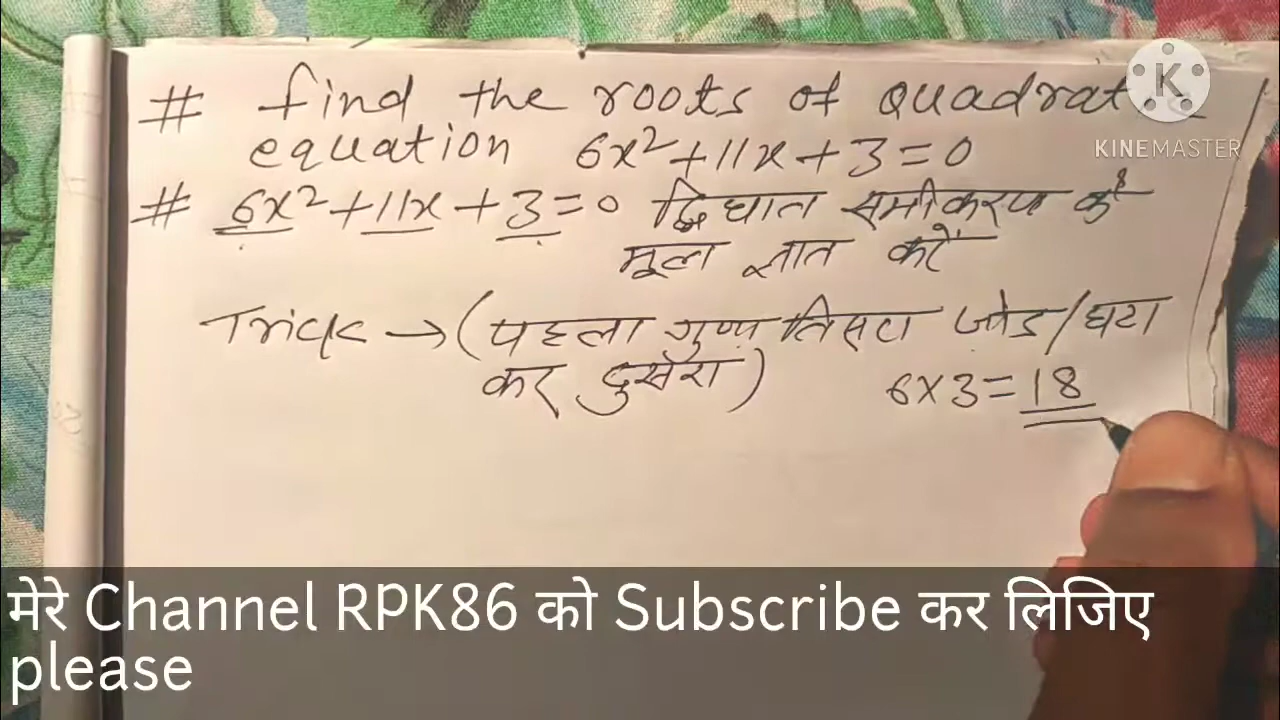 # find the roots of quadrat
equation 6x²+11x+3=0
# 6x²+11x+3=0 द्विघात समीकरण के
मूल ज्ञात करें
Trick → (पहला गुणा तिसरा जोड/घटा
कर दुसरा)
6×3=18
K
KINEMASTER
मेरे Channel RPK86 को Subscribe कर लिजिए
please